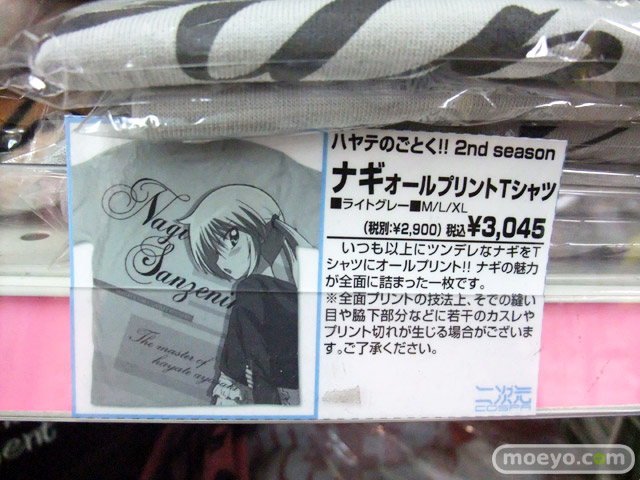 ハヤテのごとく!! 2nd season
ナギオールプリントTシャツ
■ライトグレー■M/L/XL
(税別:¥2,900) 税込¥3,045
いつも以上にツンデレなナギをT
シャツにオールプリント!! ナギの魅力
が全面に詰まった一枚です。
※全面プリントの技法上、そでの縫い
目や脇下部分などに若干のカスレや
プリント切れが生じる場合がございま
す。ご了承ください。
Nagi
Sanzenin
The master of
hayate
二次元
COSPA
ent
moeyo.com